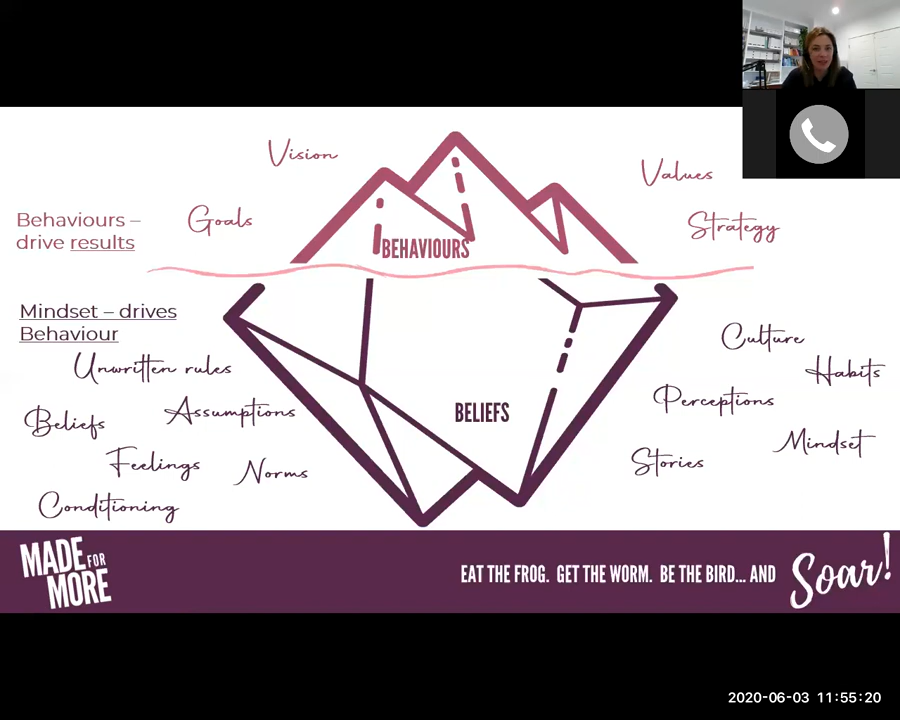 Vision
Values
Goals
Strategy
Behaviours –
drive results
BEHAVIOURS
Mindset – drives
Behaviour
Unwritten rules
Culture
Habits
Beliefs
Assumptions
BELIEFS
Perceptions
Feelings
Norms
Stories
Mindset
Conditioning
MADE FOR
MORE
EAT THE FROG. GET THE WORM. BE THE BIRD... AND
Soar!
2020-06-03 11:55:20